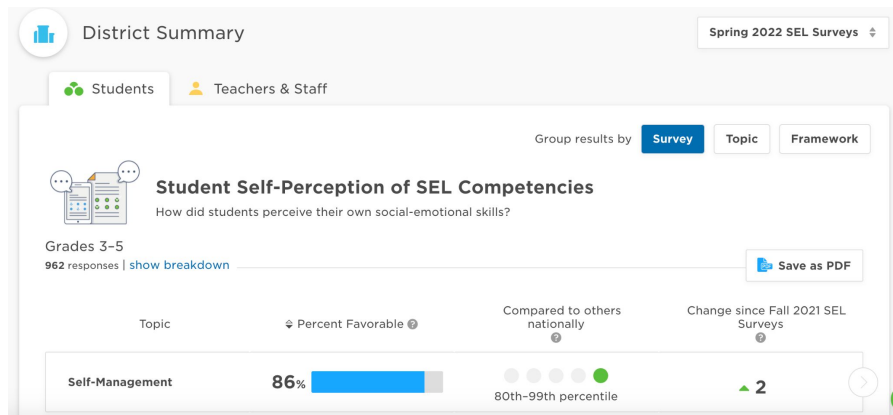 District Summary
Spring 2022 SEL Surveys
Students
Teachers & Staff
Group results by
Survey
Topic
Framework
Student Self-Perception of SEL Competencies
How did students perceive their own social-emotional skills?
Grades 3–5
962 responses | show breakdown
Save as PDF
Topic
Percent Favorable ?
Compared to others
nationally
?
Change since Fall 2021 SEL
Surveys
?
Self-Management
86%
80th–99th percentile
2